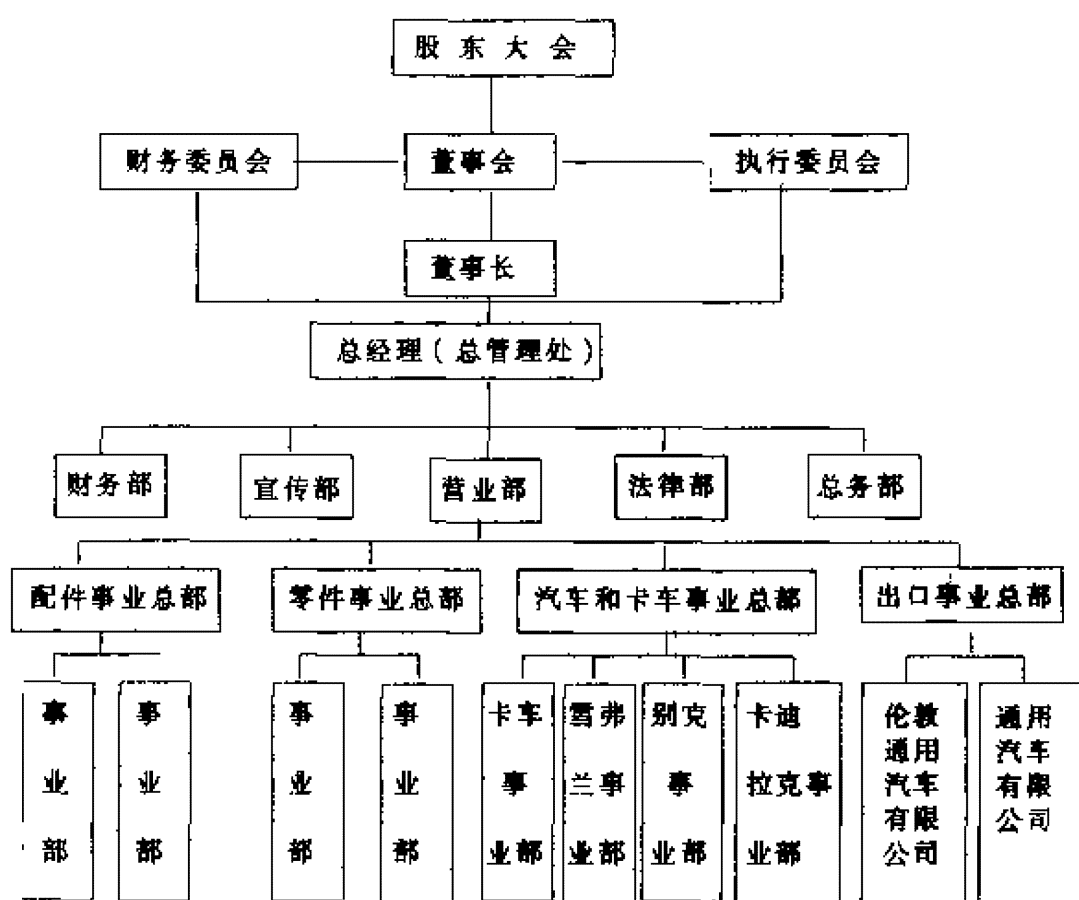 股东大会
财务委员会
董事会
执行委员会
董事长
总经理(总管理处)
财务部
宣传部
营业部
法律部
总务部
配件事业总部
零件事业总部
汽车和卡车事业总部
出口事业总部
事业部
事业部
事业部
事业部
卡车
事
业部
雪弗
兰事
业部
别克
事
业部
卡迪
拉克事
业部
伦敦
通用
汽车
有限
公司
通用
汽车
有限
公司